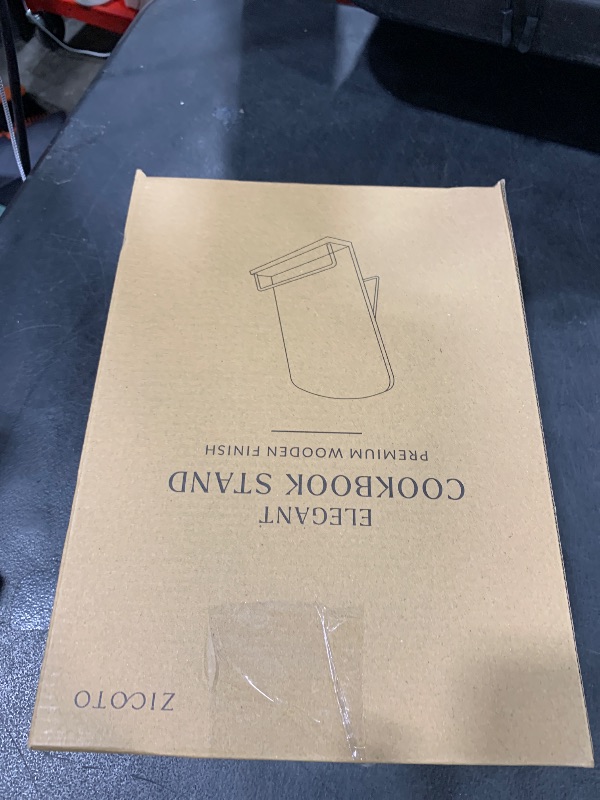 ZICOTO
ELEGANT
COOKBOOK STAND
PREMIUM WOODEN FINISH